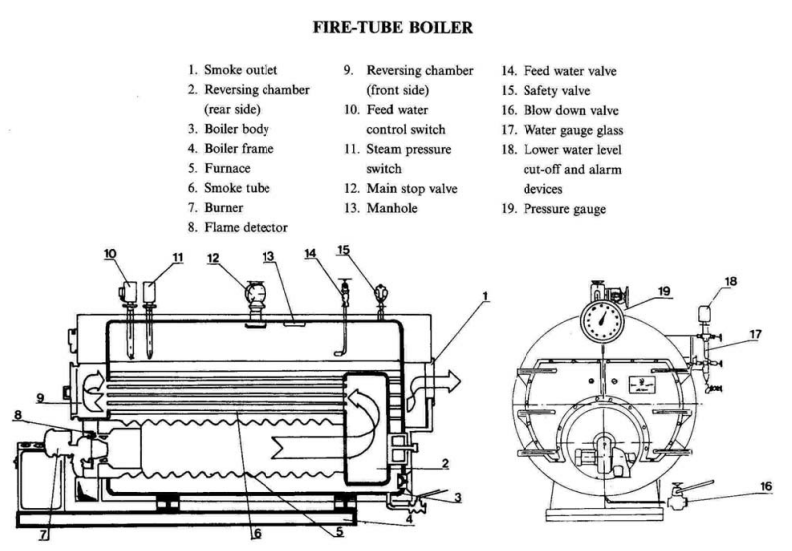 FIRE-TUBE BOILER
1. Smoke outlet
2. Reversing chamber
(rear side)
3. Boiler body
4. Boiler frame
5. Furnace
6. Smoke tube
7. Burner
8. Flame detector
9. Reversing chamber
(front side)
10. Feed water
control switch
11. Steam pressure
switch
12. Main stop valve
13. Manhole
14. Feed water valve
15. Safety valve
16. Blow down valve
17. Water gauge glass
18. Lower water level
cut-off and alarm
devices
19. Pressure gauge
10 11 12 13 14 15
1
9
8
2
3
7 6 5 4
19 18
17
16